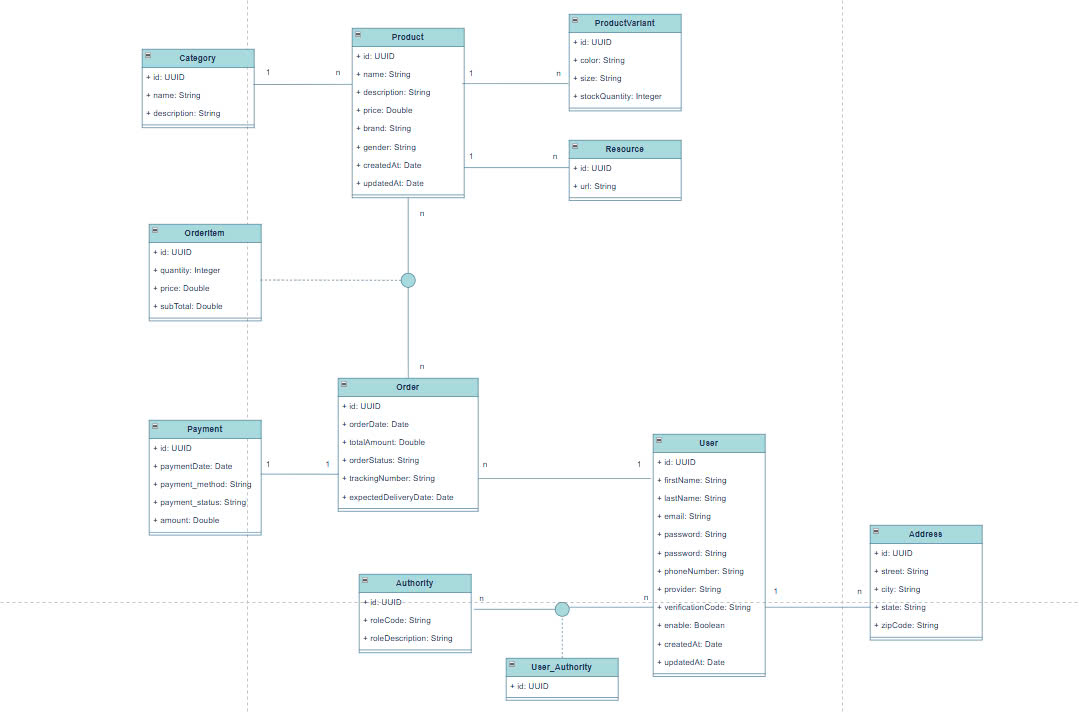 Category
+ id: UUID
+ name: String
+ description: String
1
n
Product
+ id: UUID
+ name: String
+ description: String
+ price: Double
+ brand: String
+ gender: String
+ createdAt: Date
+ updatedAt: Date
1
n
ProductVariant
+ id: UUID
+ color: String
+ size: String
+ stockQuantity: Integer
1
n
Resource
+ id: UUID
+ url: String
n
OrderItem
+ id: UUID
+ quantity: Integer
+ price: Double
+ subTotal: Double
n
Order
+ id: UUID
+ orderDate: Date
+ totalAmount: Double
+ orderStatus: String
+ trackingNumber: String
+ expectedDeliveryDate: Date
Payment
+ id: UUID
+ paymentDate: Date
+ payment_method: String
+ payment_status: String
+ amount: Double
1
1
n
1
User
+ id: UUID
+ firstName: String
+ lastName: String
+ email: String
+ password: String
+ password: String
+ phoneNumber: String
+ provider: String
+ verificationCode: String
+ enable: Boolean
+ createdAt: Date
+ updatedAt: Date
1
n
Address
+ id: UUID
+ street: String
+ city: String
+ state: String
+ zipCode: String
Authority
+ id: UUID
+ roleCode: String
+ roleDescription: String
n
n
User_Authority
+ id: UUID